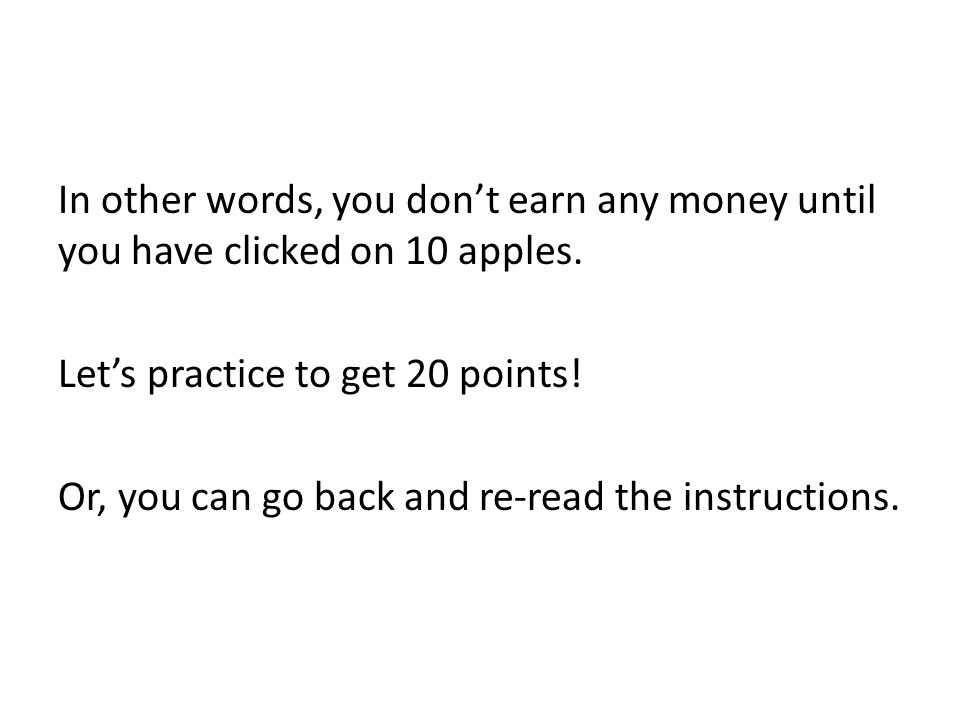 In other words, you don’t earn any money until
you have clicked on 10 apples.
Let’s practice to get 20 points!
Or, you can go back and re-read the instructions.